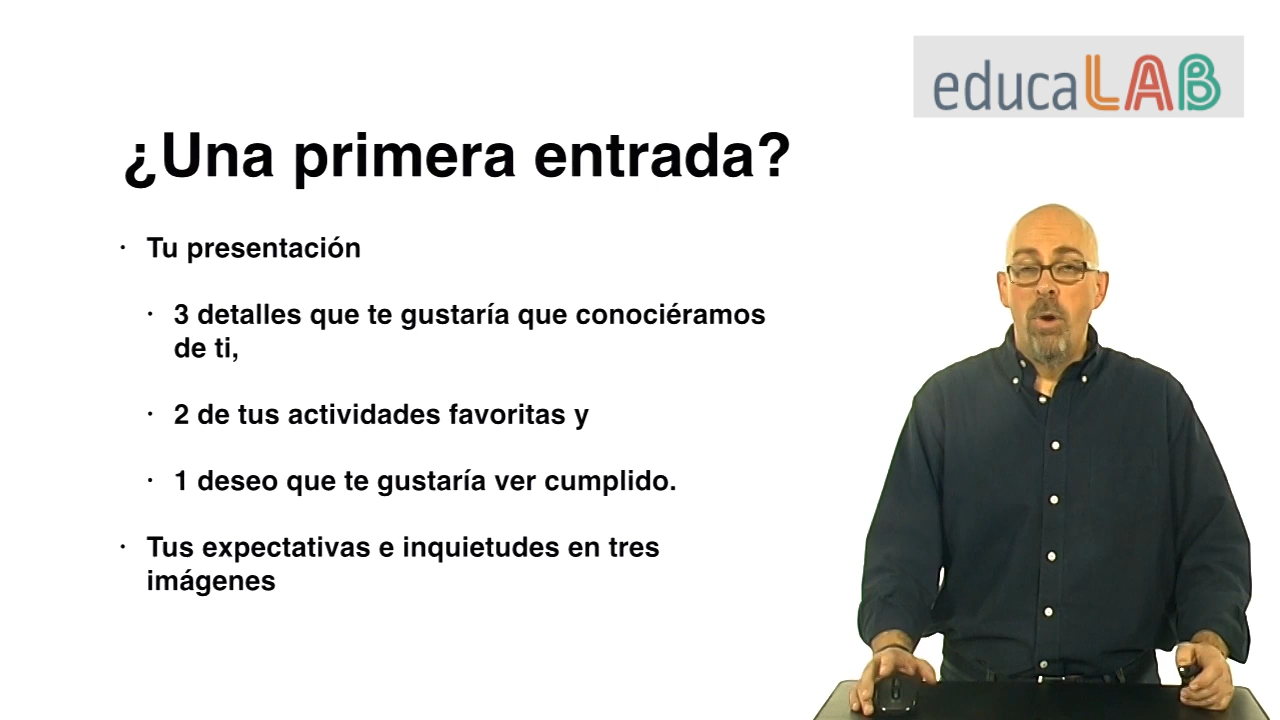 educaLAB
¿Una primera entrada?
· Tu presentación
· 3 detalles que te gustaría que conociéramos
de ti,
· 2 de tus actividades favoritas y
· 1 deseo que te gustaría ver cumplido.
· Tus expectativas e inquietudes en tres
imágenes